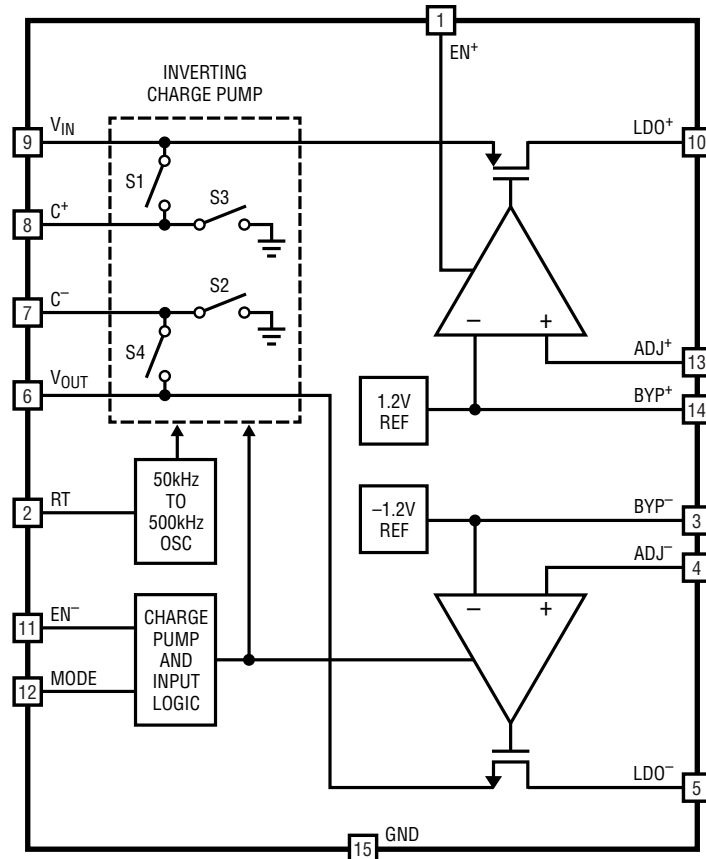 1
EN⁺
INVERTING
CHARGE PUMP
9
V_IN
LDO⁺
10
S1
S3
8
C⁺
7
C⁻
S2
S4
−
+
ADJ⁺
13
6
V_OUT
1.2V
REF
BYP⁺
14
2
RT
50kHz
TO
500kHz
OSC
−1.2V
REF
BYP⁻
3
ADJ⁻
4
−
+
11
EN⁻
12
MODE
CHARGE
PUMP
AND
INPUT
LOGIC
LDO⁻
5
15
GND